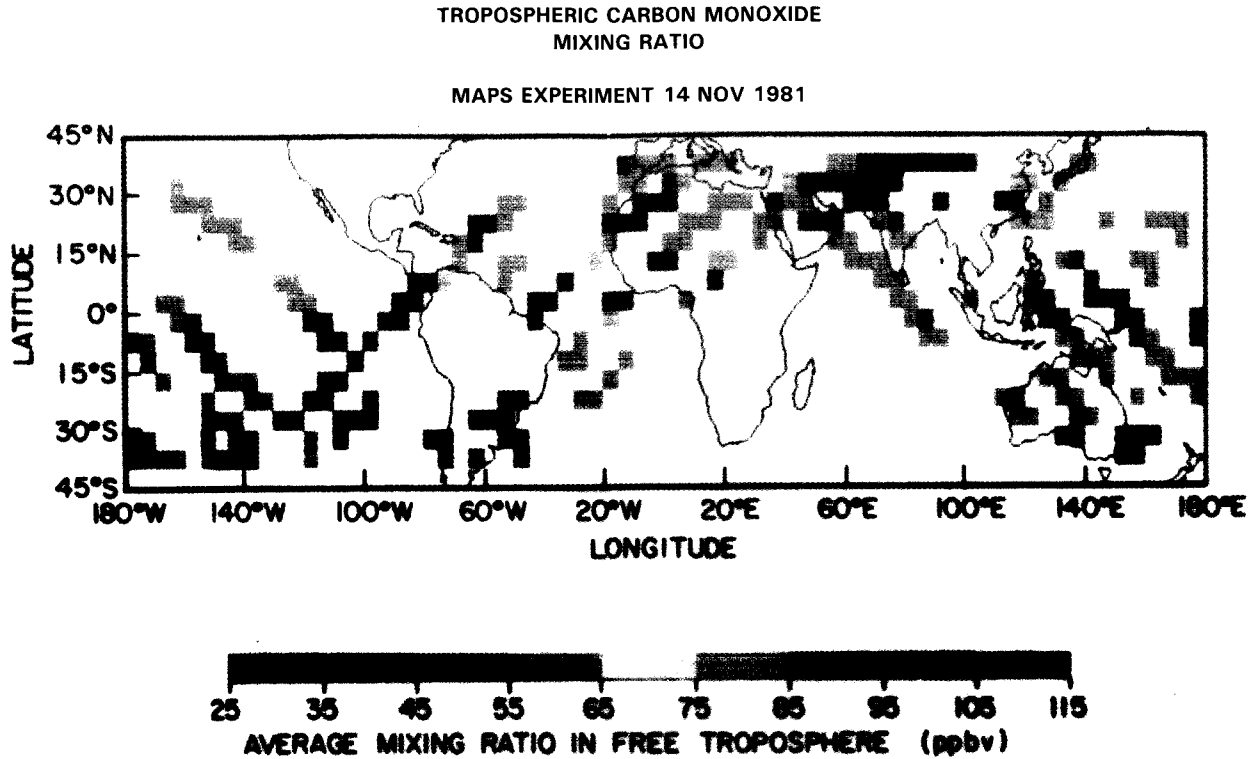 TROPOSPHERIC CARBON MONOXIDE
MIXING RATIO
MAPS EXPERIMENT 14 NOV 1981
45°N
30°N
15°N
0°
15°S
30°S
45°S
LATITUDE
180°W 140°W 100°W 60°W 20°W 20°E 60°E 100°E 140°E 180°E
LONGITUDE
25 35 45 55 65 75 85 95 105 115
AVERAGE MIXING RATIO IN FREE TROPOSPHERE (ppbv)